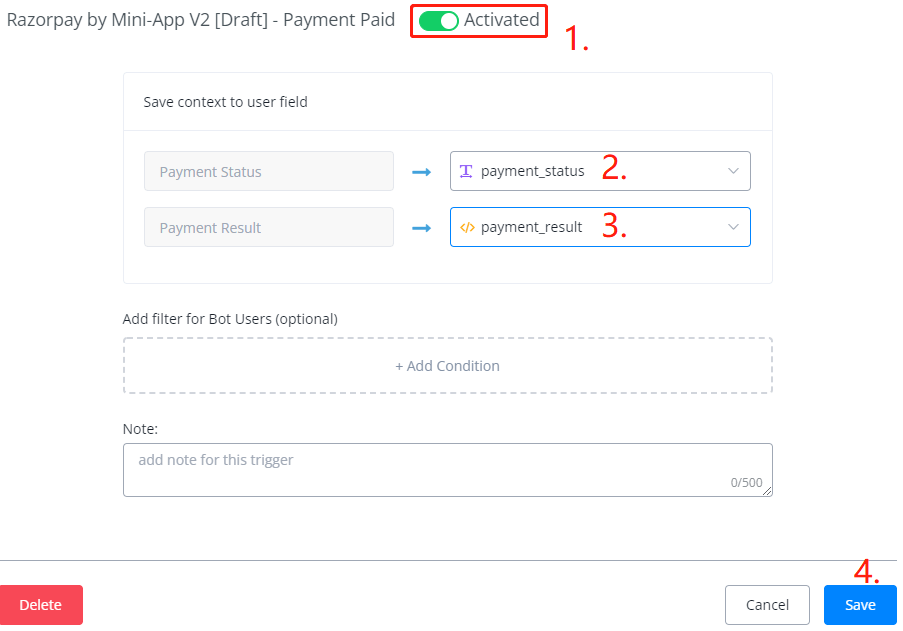 Razorpay by Mini-App V2 [Draft] - Payment Paid Activated 1.
Save context to user field
Payment Status payment_status 2.
Payment Result payment_result 3.
Add filter for Bot Users (optional)
+ Add Condition
Note:
add note for this trigger
0/500
4.
Delete Cancel Save